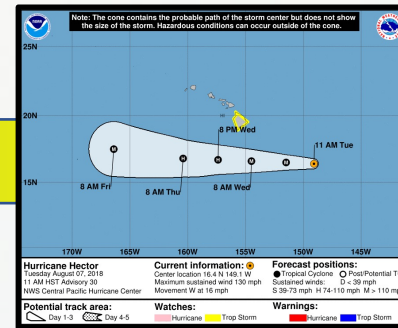 Note: The cone contains the probable path of the storm center but does not show
the size of the storm. Hazardous conditions can occur outside of the cone.
25N
20N
15N
HI
8 PM Wed
11 AM Tue
8 AM Fri
8 AM Thu
8 AM Wed
M
M
H
M
M
170W
165W
160W
155W
150W
145W
Hurricane Hector
Tuesday August 07, 2018
11 AM HST Advisory 30
NWS Central Pacific Hurricane Center
Current information:
Center location 16.4 N 149.1 W
Maximum sustained wind 130 mph
Movement W at 16 mph
Forecast positions:
Tropical Cyclone Post/Potential T
Sustained winds: D < 39 mph
S 39-73 mph H 74-110 mph M > 110 mp
Potential track area:
Day 1-3 Day 4-5
Watches:
Hurricane Trop Storm
Warnings:
Hurricane Trop Storm